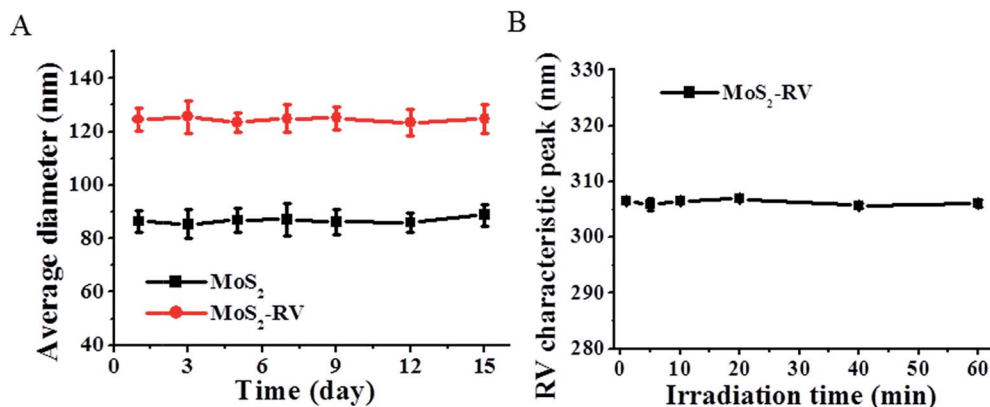 A
Average diameter (nm)
140
120
100
80
60
40
MoS₂
MoS₂-RV
0 3 6 9 12 15
Time (day)
B
RV characteristic peak (nm)
330
320
310
300
290
280
MoS₂-RV
0 10 20 30 40 50 60
Irradiation time (min)